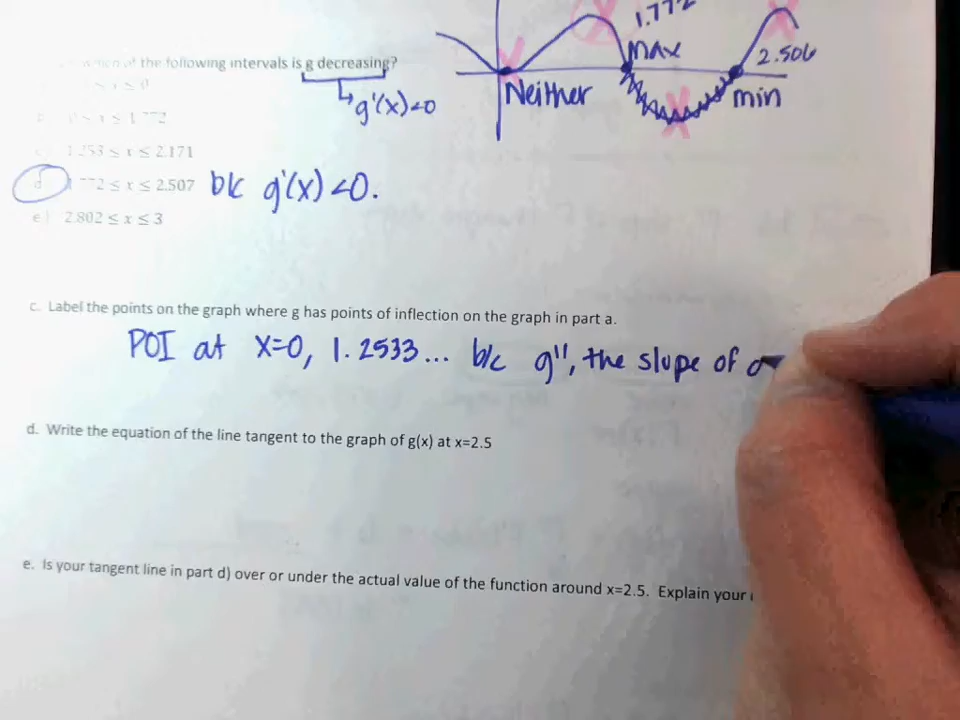 1.772
max
2.506
Neither
min
of the following intervals is g decreasing?
g'(x)<0
≤ x ≤ 1.772
1.253 ≤ x ≤ 2.171
d 1.772 ≤ x ≤ 2.507 b/c g'(x) <0.
e) 2.802 ≤ x ≤ 3
c. Label the points on the graph where g has points of inflection on the graph in part a.
POI at x=0, 1.2533... b/c g'', the slope of
d. Write the equation of the line tangent to the graph of g(x) at x=2.5
e. Is your tangent line in part d) over or under the actual value of the function around x=2.5. Explain your